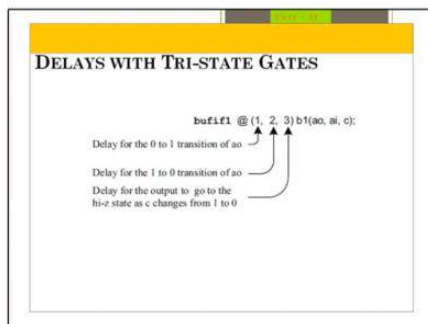 DELAYS WITH TRI-STATE GATES
bufif1 @ (1, 2, 3) b1(ao, ai, c);
Delay for the 0 to 1 transition of ao
Delay for the 1 to 0 transition of ao
Delay for the output to go to the
hi-z state as c changes from 1 to 0